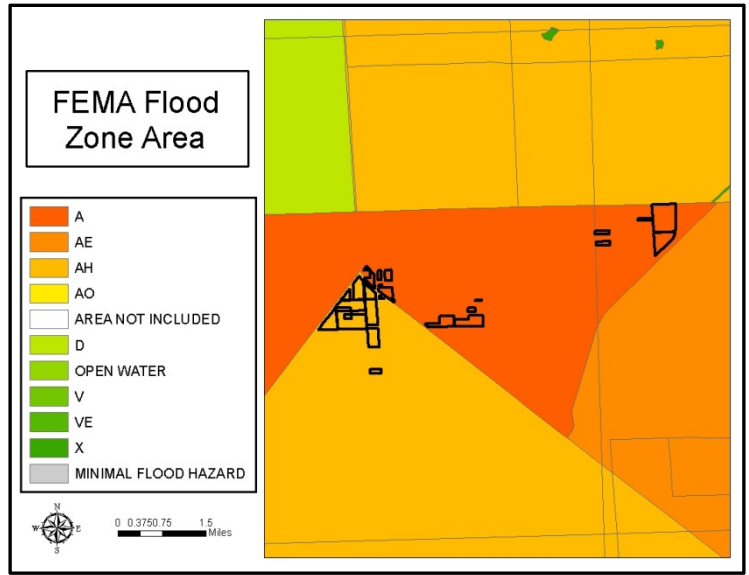 FEMA Flood
Zone Area
A
AE
AH
AO
AREA NOT INCLUDED
D
OPEN WATER
V
VE
X
MINIMAL FLOOD HAZARD
N
W E
S
0 0.3750.75 1.5
Miles